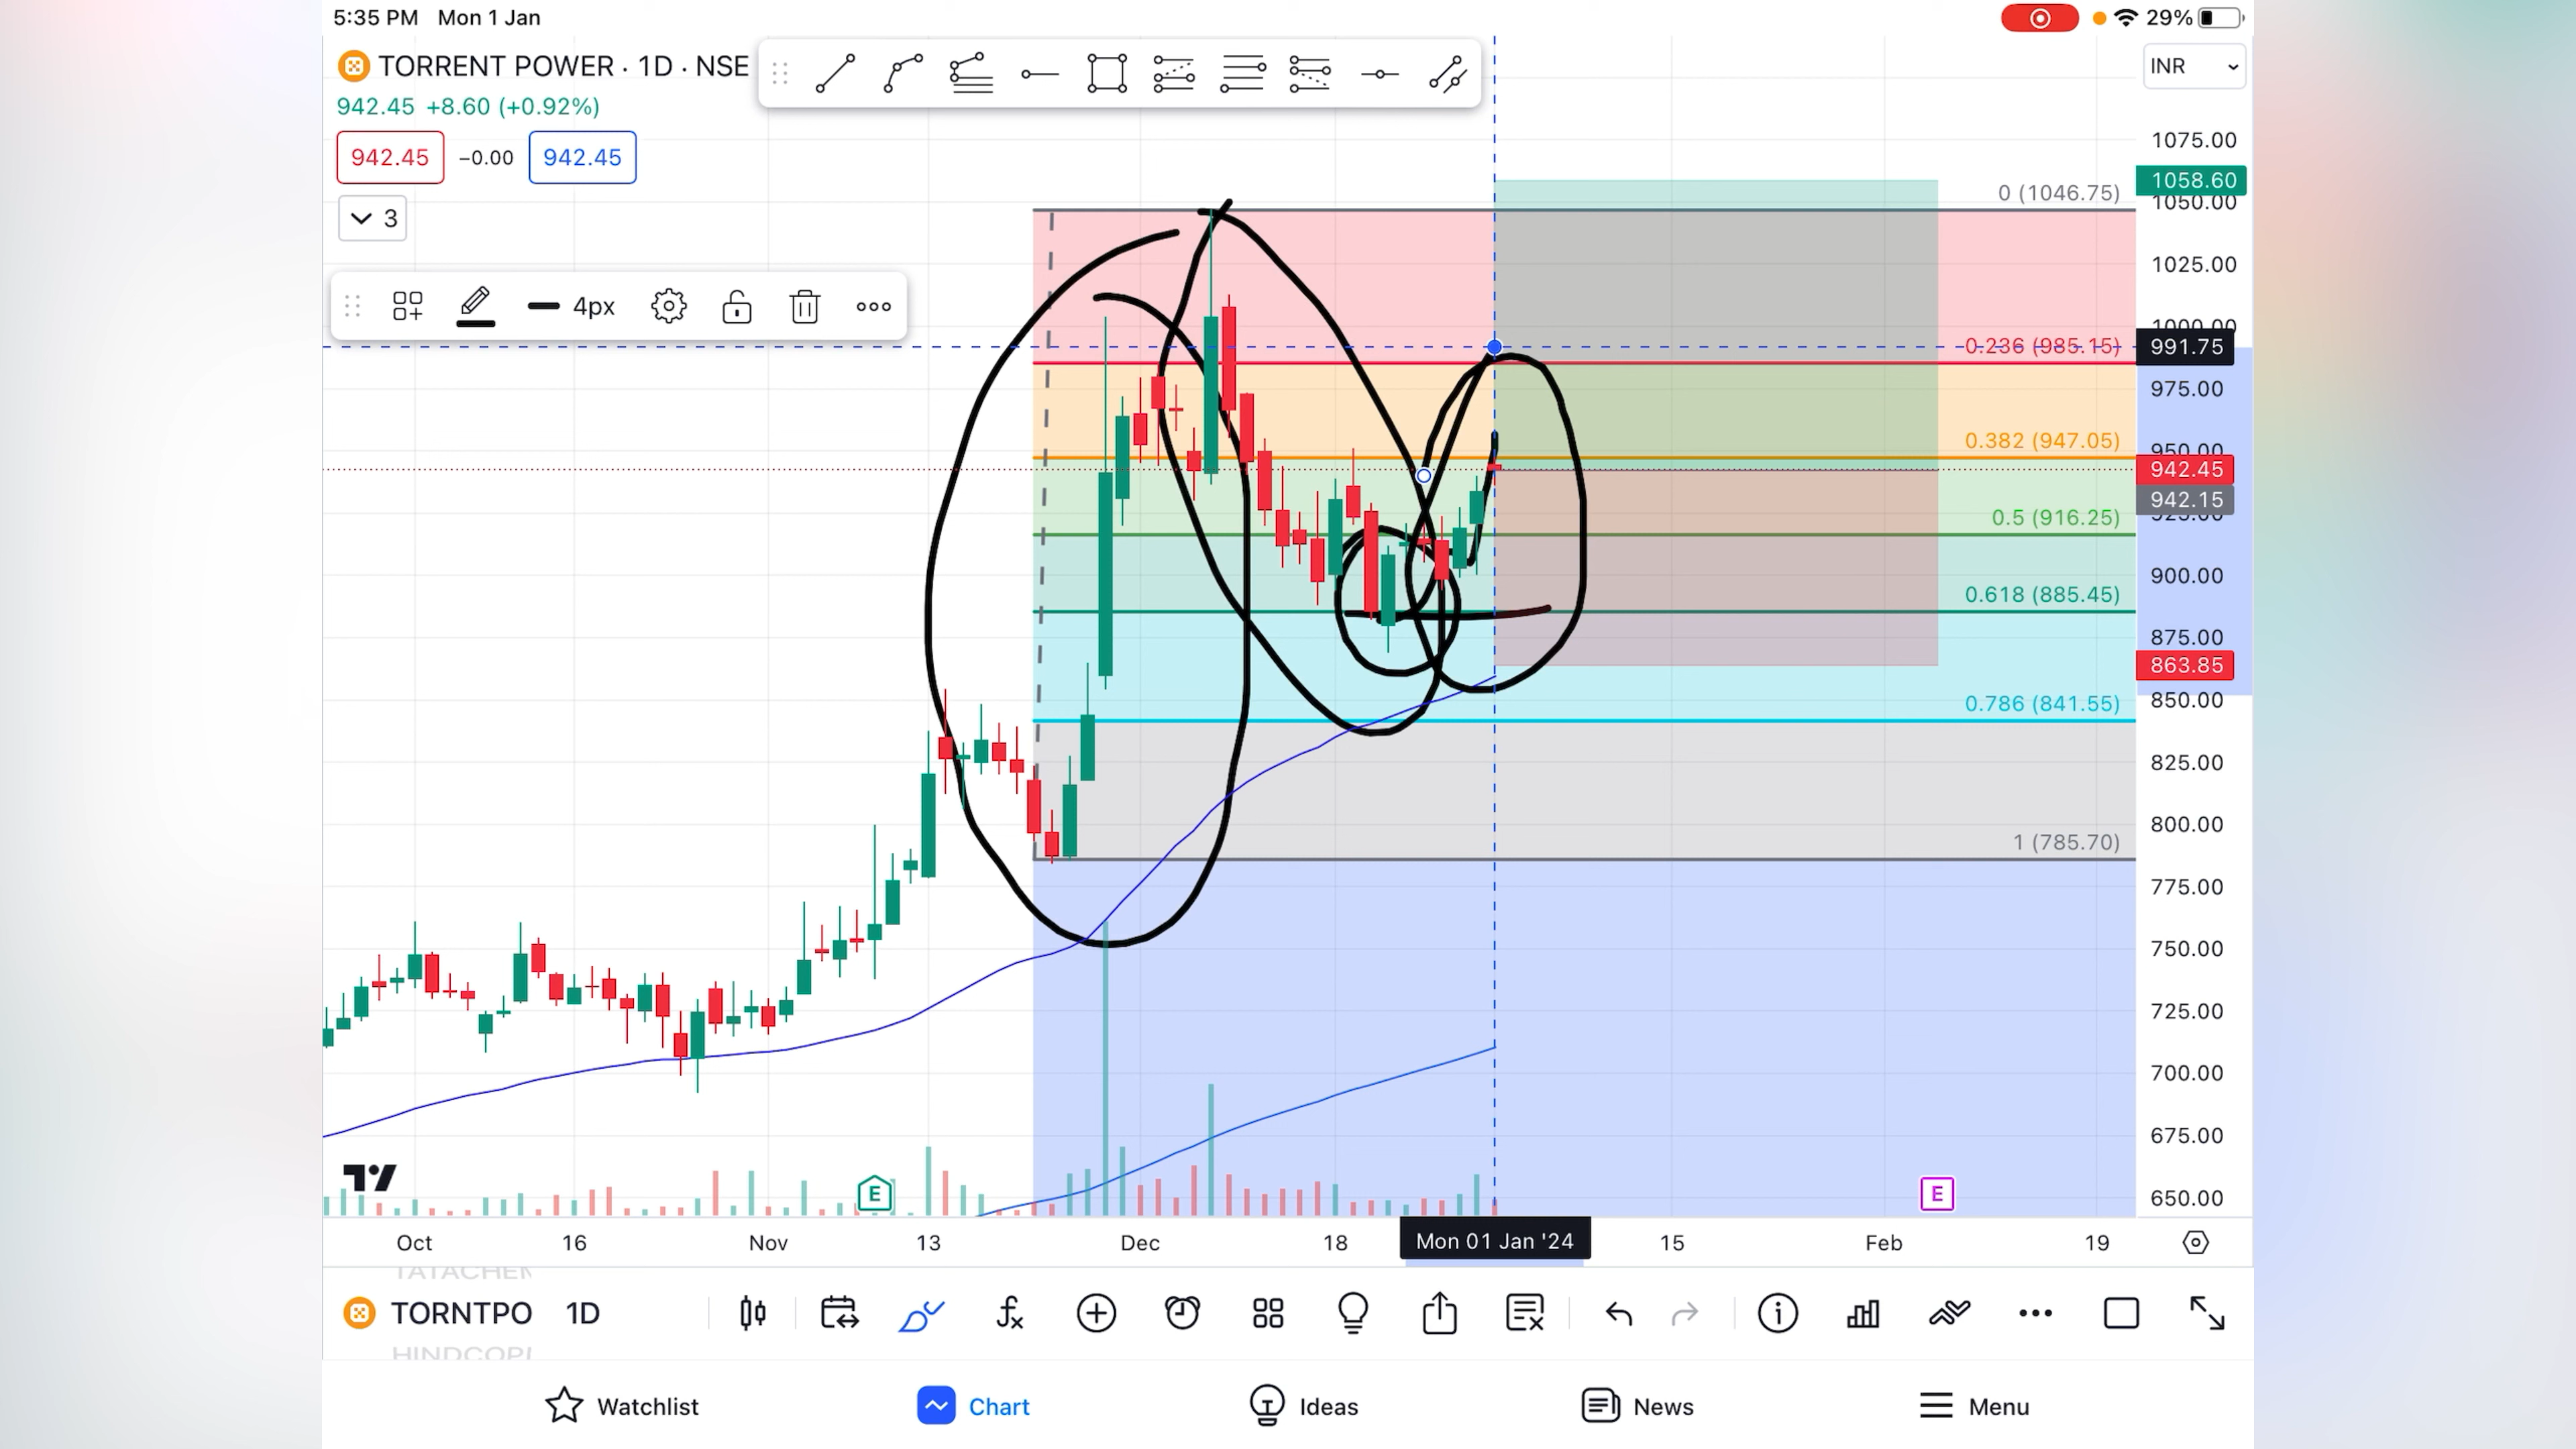 5:35 PM Mon 1 Jan
29%
TORRENT POWER · 1D · NSE
INR
942.45 +8.60 (+0.92%)
942.45 −0.00 942.45
3
4px
1075.00
1058.60
0 (1046.75)
1050.00
1025.00
1000.00
0.236 (985.15)
991.75
975.00
0.382 (947.05)
950.00
942.45
942.15
0.5 (916.25)
925.00
900.00
0.618 (885.45)
875.00
863.85
0.786 (841.55)
850.00
825.00
1 (785.70)
800.00
775.00
750.00
725.00
700.00
675.00
650.00
E
E
Oct 16 Nov 13 Dec 18 Mon 01 Jan '24 15 Feb 19
TATACHEM
TORNTPO 1D
HINDCOPI
Watchlist Chart Ideas News Menu